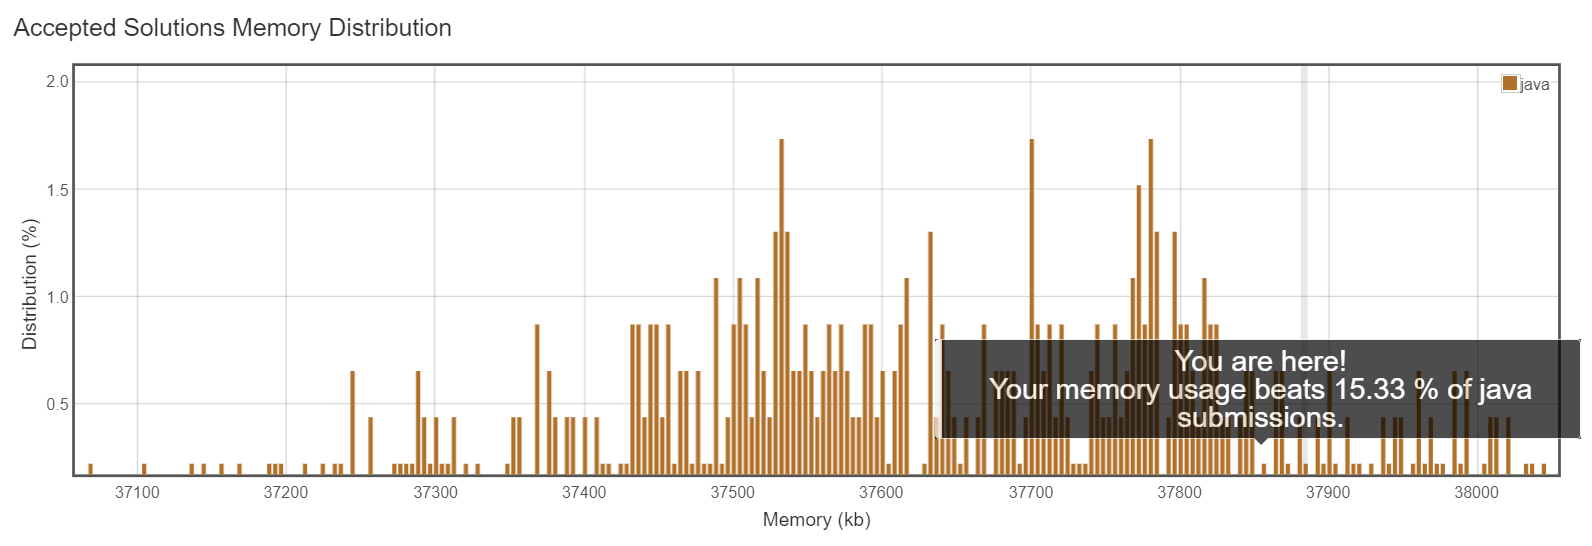 Accepted Solutions Memory Distribution
2.0
java
1.5
Distribution (%)
1.0
You are here!
Your memory usage beats 15.33 % of java
submissions.
0.5
37100 37200 37300 37400 37500 37600 37700 37800 37900 38000
Memory (kb)